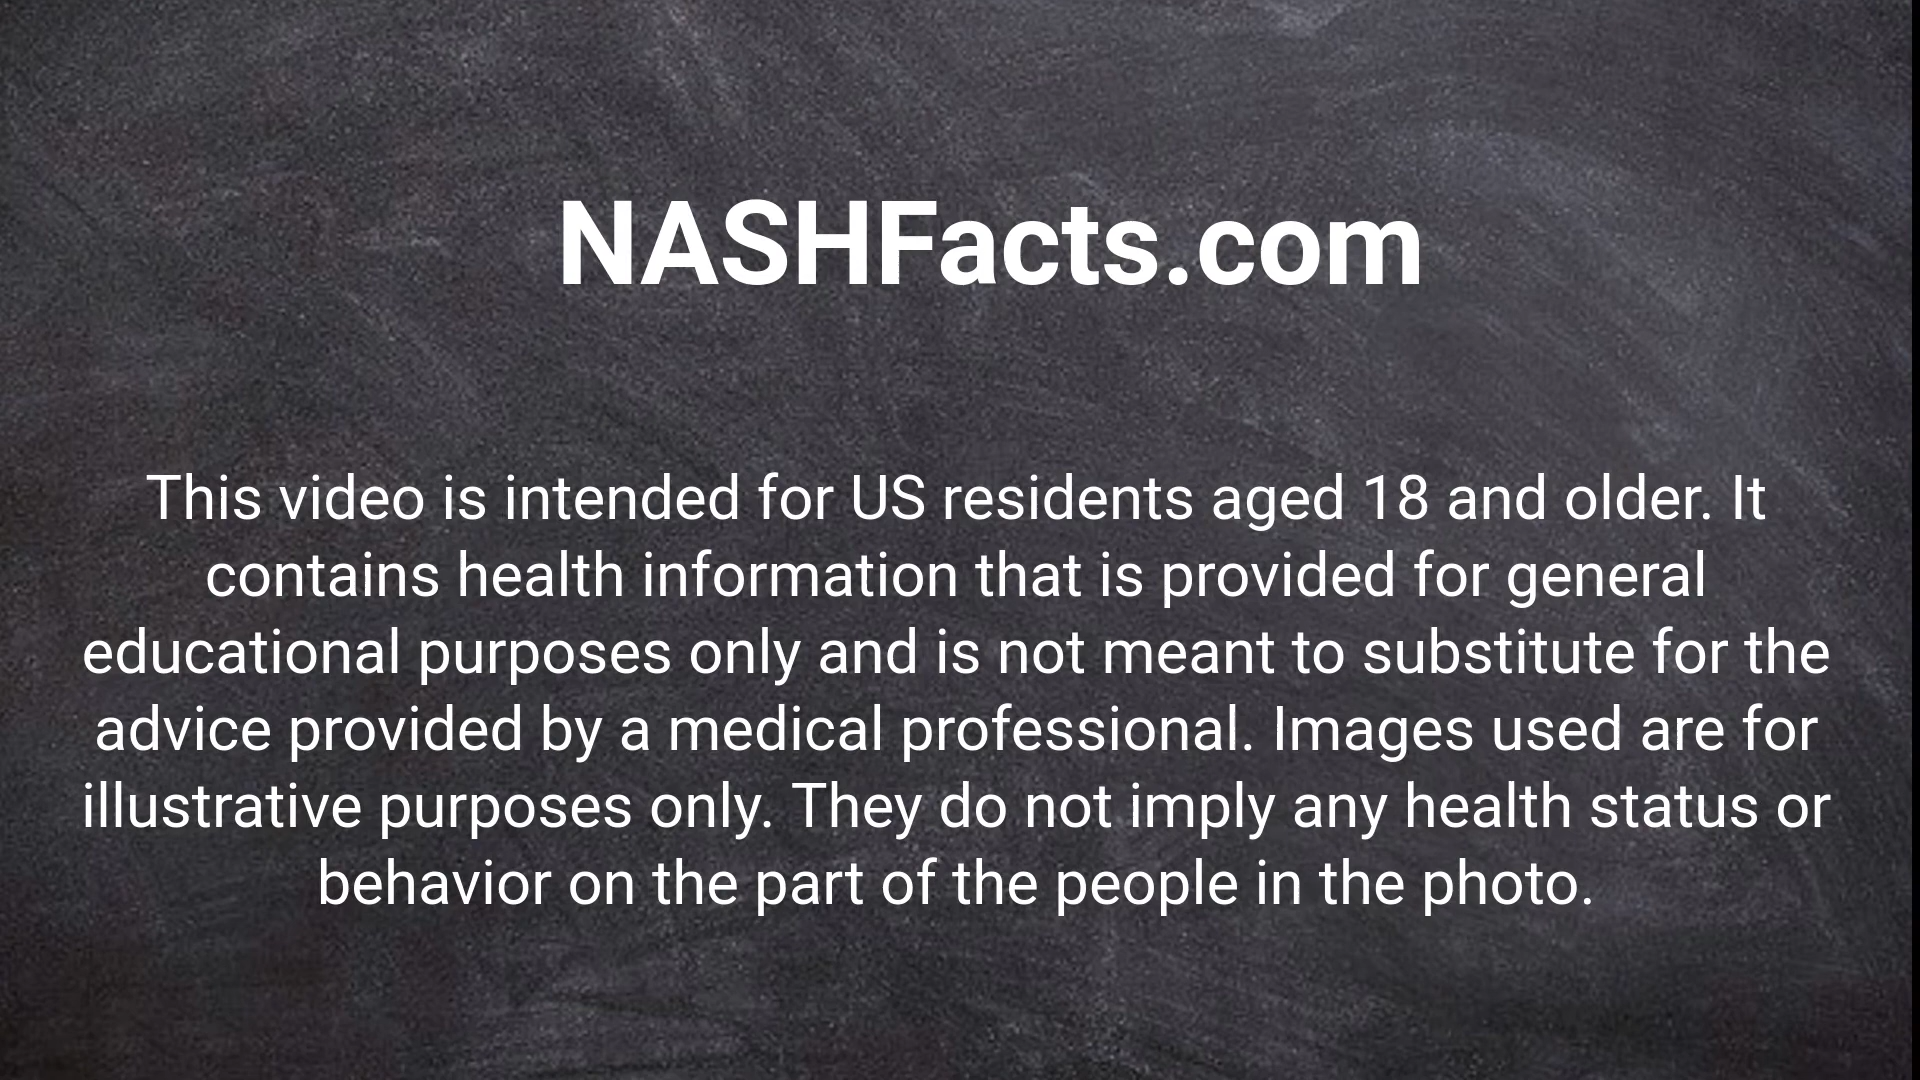 NASHFacts.com
This video is intended for US residents aged 18 and older. It
contains health information that is provided for general
educational purposes only and is not meant to substitute for the
advice provided by a medical professional. Images used are for
illustrative purposes only. They do not imply any health status or
behavior on the part of the people in the photo.